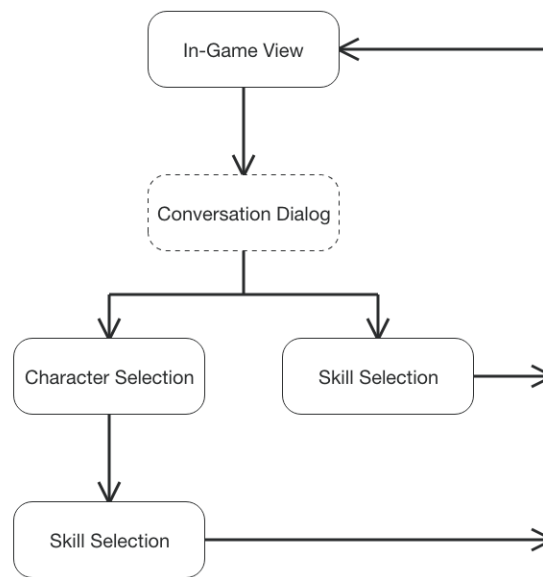 In-Game View
Conversation Dialog
Character Selection
Skill Selection
Skill Selection